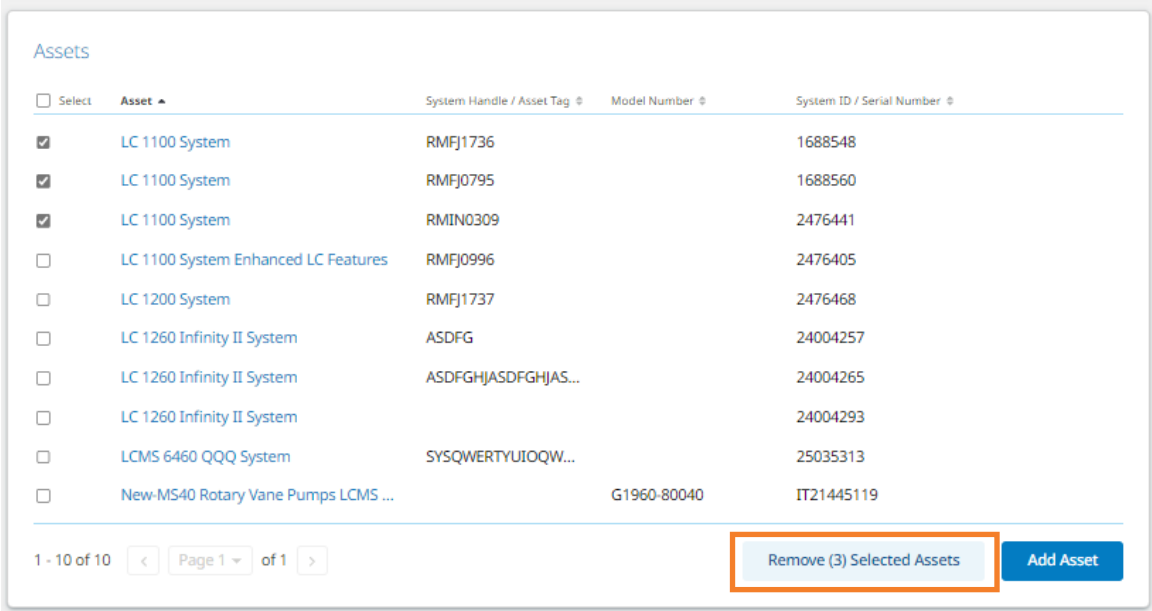 Assets
Select Asset System Handle / Asset Tag Model Number System ID / Serial Number
LC 1100 System RMFJ1736 1688548
LC 1100 System RMFJ0795 1688560
LC 1100 System RMIN0309 2476441
LC 1100 System Enhanced LC Features RMFJ0996 2476405
LC 1200 System RMFJ1737 2476468
LC 1260 Infinity II System ASDFG 24004257
LC 1260 Infinity II System ASDFGHJASDFGHJAS... 24004265
LC 1260 Infinity II System 24004293
LCMS 6460 QQQ System SYSQWERTYUIOQW... 25035313
New-MS40 Rotary Vane Pumps LCMS ... G1960-80040 IT21445119
1 - 10 of 10 Page 1 of 1 Remove (3) Selected Assets Add Asset